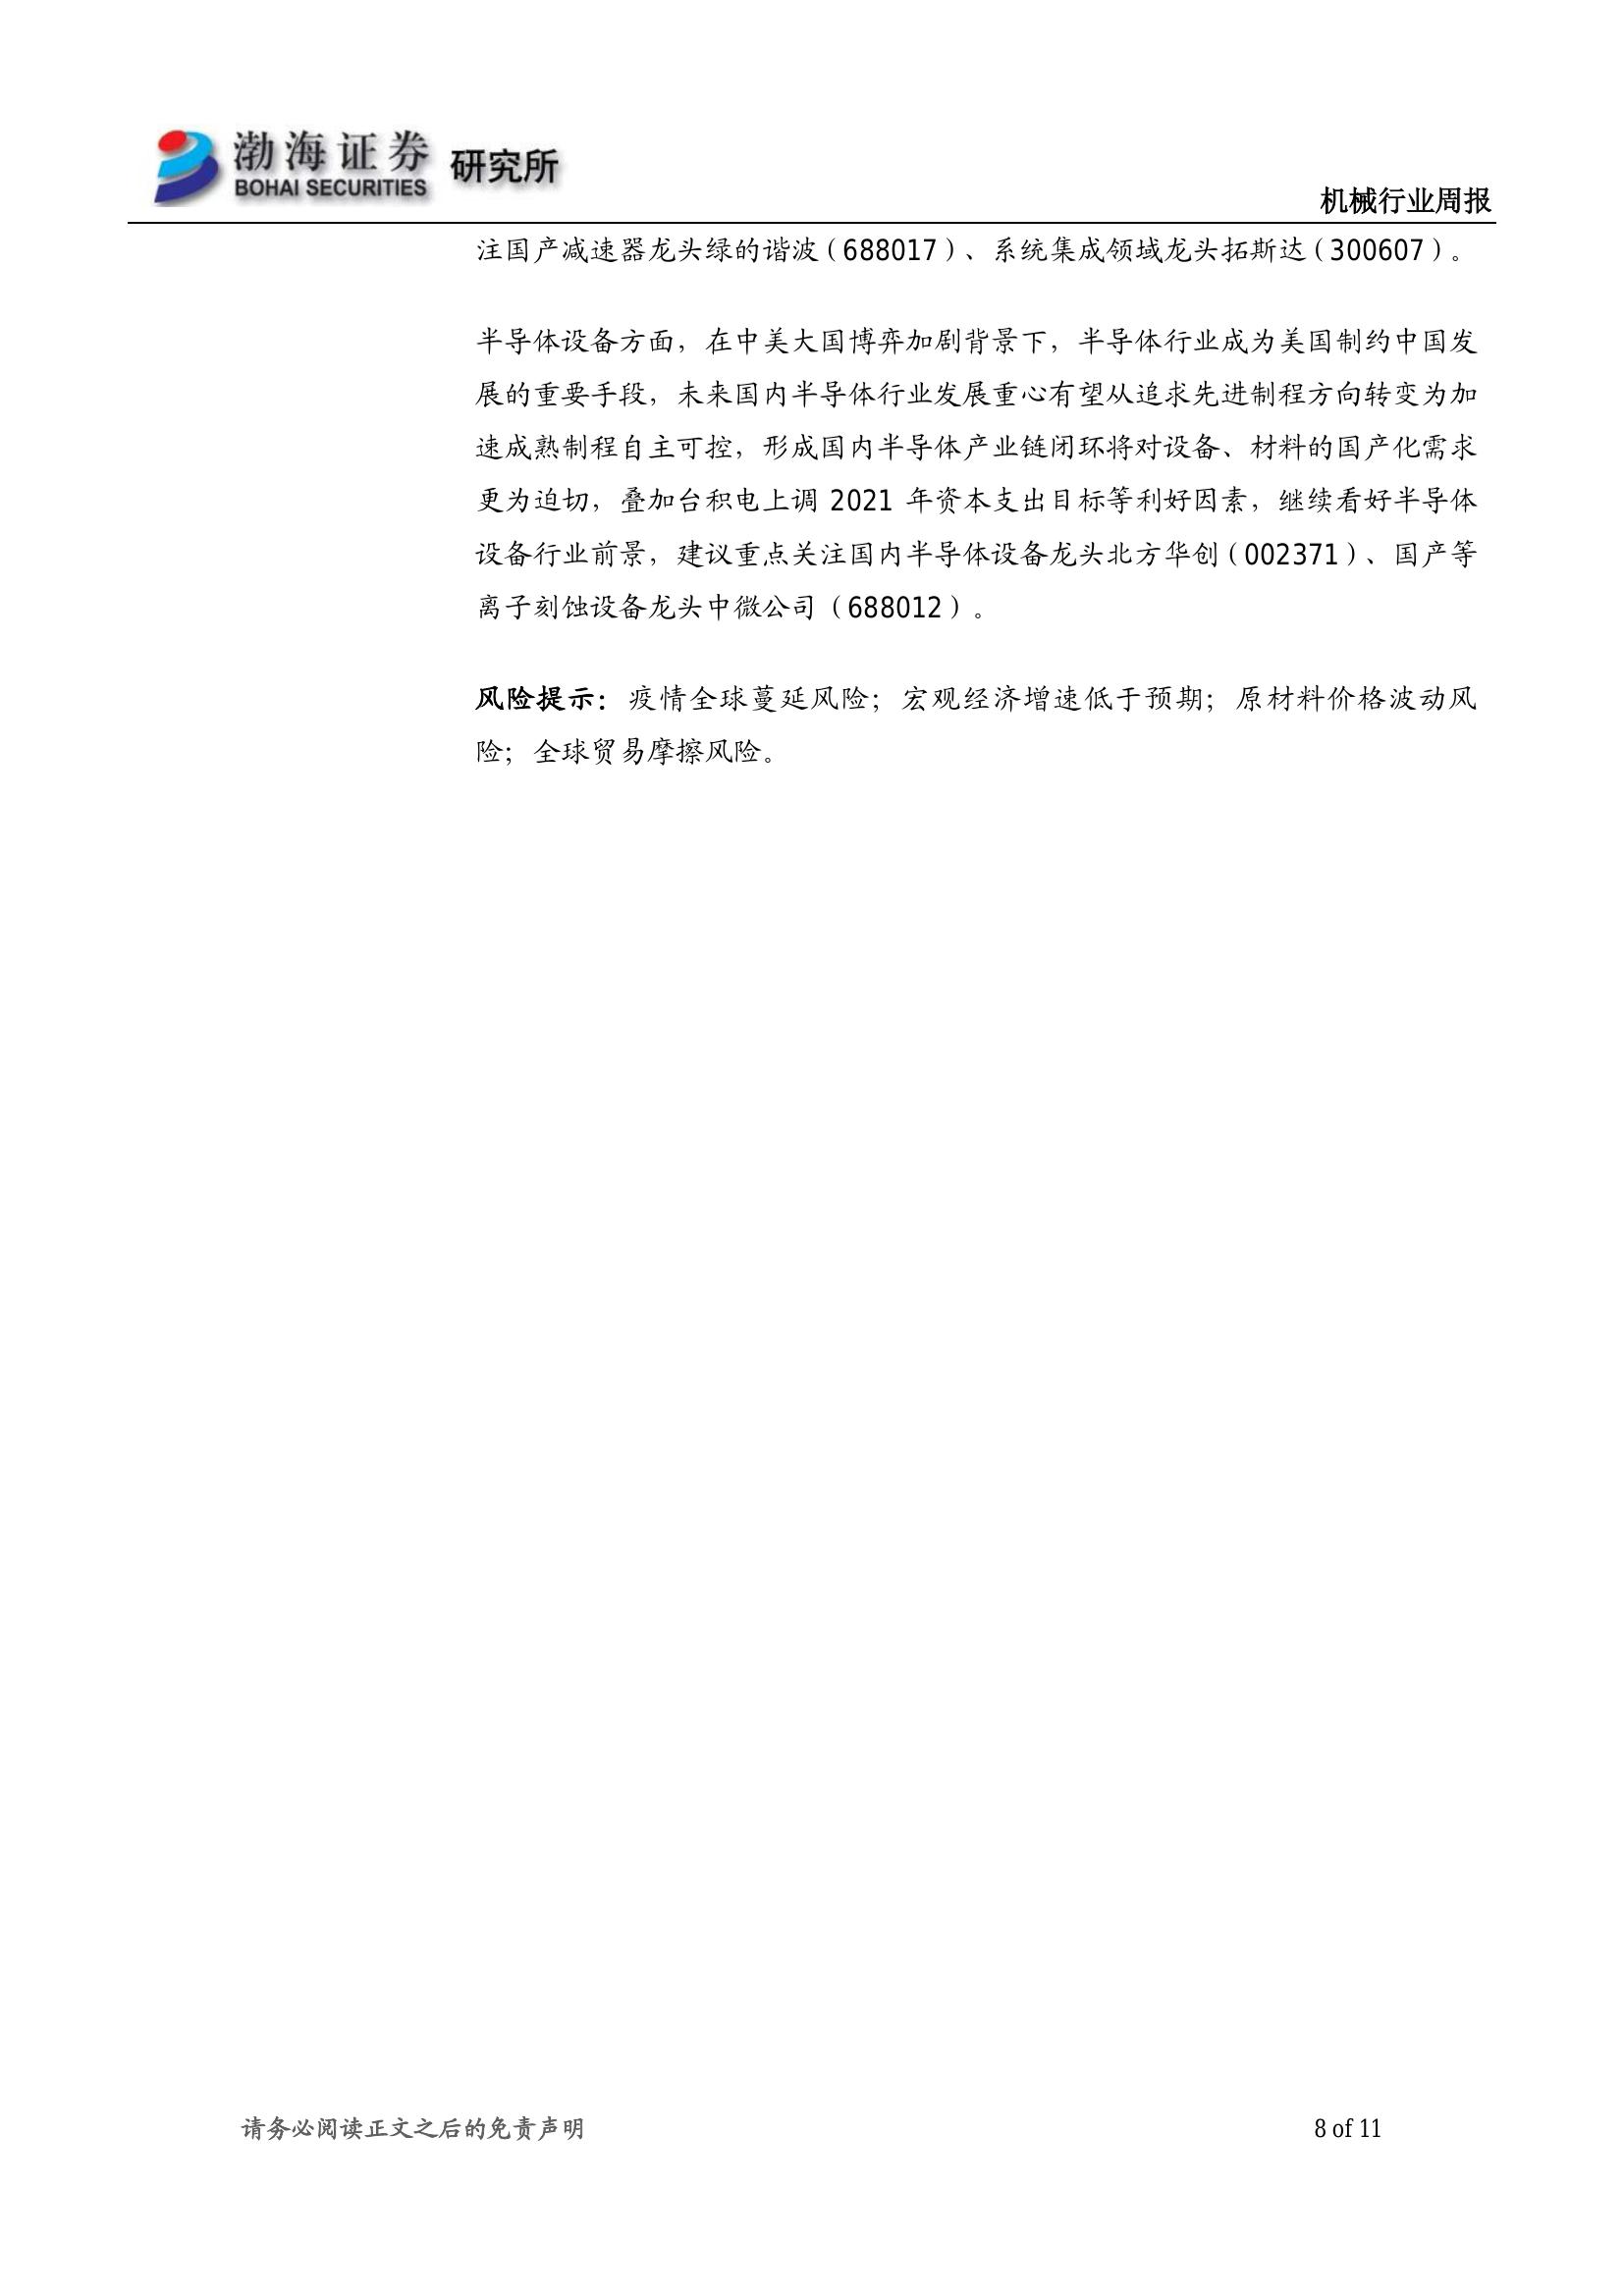 渤海证券 研究所
BOHAI SECURITIES
机械行业周报
注国产减速器龙头绿的谐波（688017）、系统集成领域龙头拓斯达（300607）。
半导体设备方面，在中美大国博弈加剧背景下，半导体行业成为美国制约中国发
展的重要手段，未来国内半导体行业发展重心有望从追求先进制程方向转变为加
速成熟制程自主可控，形成国内半导体产业链闭环将对设备、材料的国产化需求
更为迫切，叠加台积电上调 2021 年资本支出目标等利好因素，继续看好半导体
设备行业前景，建议重点关注国内半导体设备龙头北方华创（002371）、国产等
离子刻蚀设备龙头中微公司（688012）。
风险提示：疫情全球蔓延风险；宏观经济增速低于预期；原材料价格波动风
险；全球贸易摩擦风险。
请务必阅读正文之后的免责声明
8 of 11